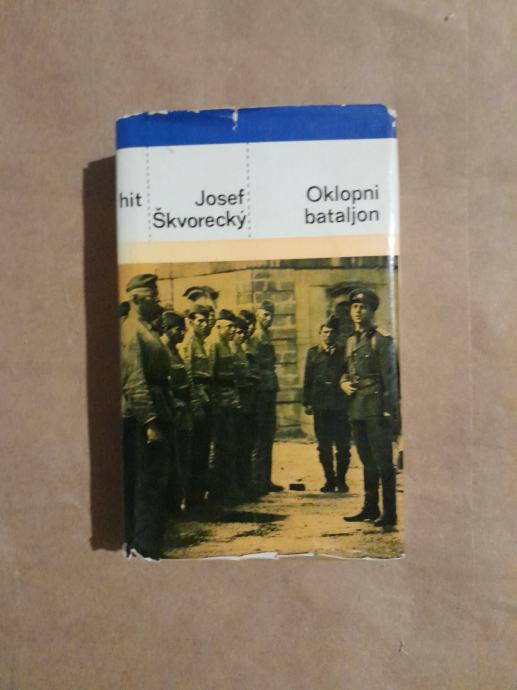 hit
Josef
Škvorecký
Oklopni
bataljon